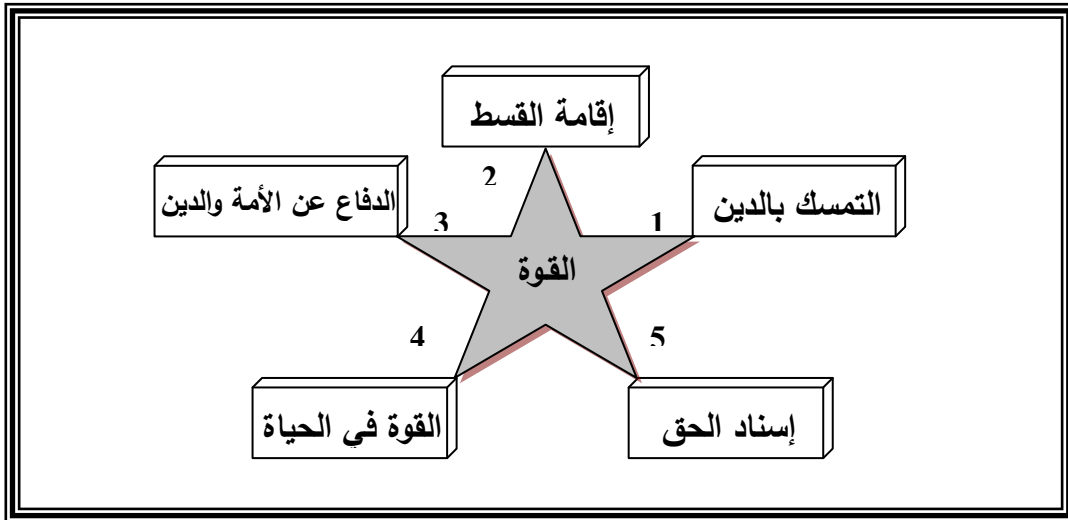 إقامة القسط
2
الدفاع عن الأمة والدين
3
التمسك بالدين
1
القوة
4
القوة في الحياة
5
إسناد الحق